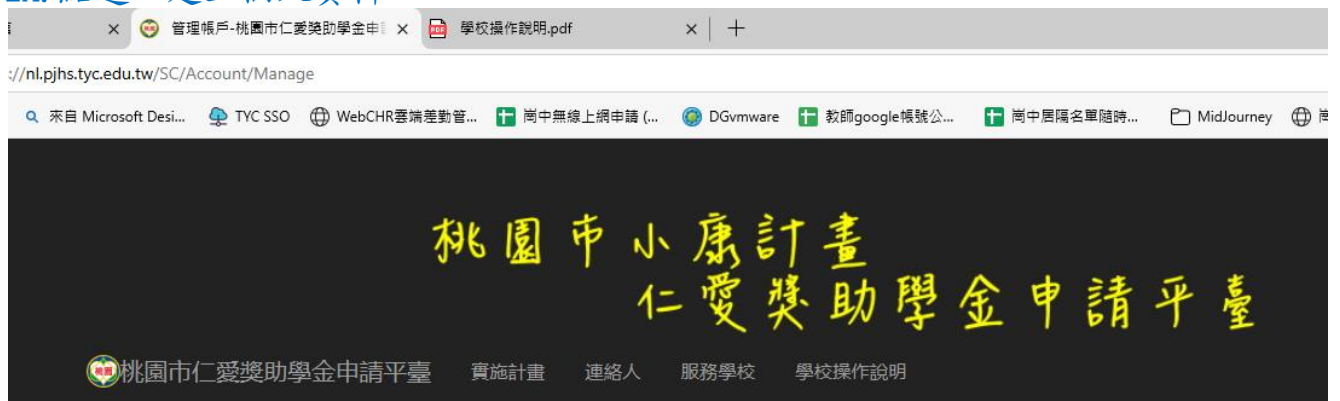 管理帳戶-桃園市仁愛獎助學金申
學校操作說明.pdf
://nl.pjhs.tyc.edu.tw/SC/Account/Manage
來自 Microsoft Desi...
TYC SSO
WebCHR雲端差勤管...
崗中無線上網申請 (...
DGvmware
教師google帳號公...
崗中居隔名單隨時...
MidJourney
桃園市小康計畫
仁愛獎助學金申請平臺
桃園市仁愛獎助學金申請平臺 實施計畫 連絡人 服務學校 學校操作說明